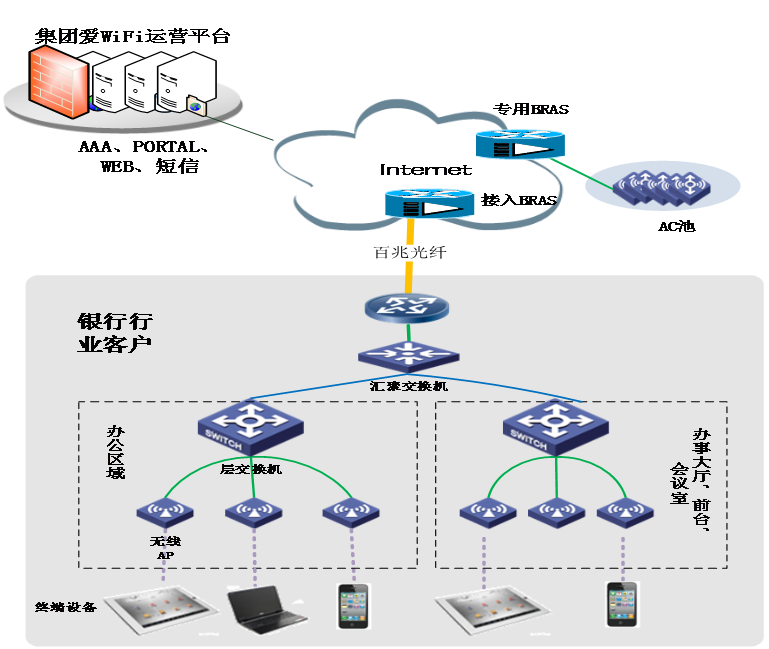 集团爱WiFi运营平台
AAA、PORTAL、
WEB、短信
专用BRAS
Internet
接入BRAS
AC池
百兆光纤
银行行
业客户
汇聚交换机
办公区域
SWITCH
层交换机
无线
AP
SWITCH
办事大厅、前台、
会议室
终端设备